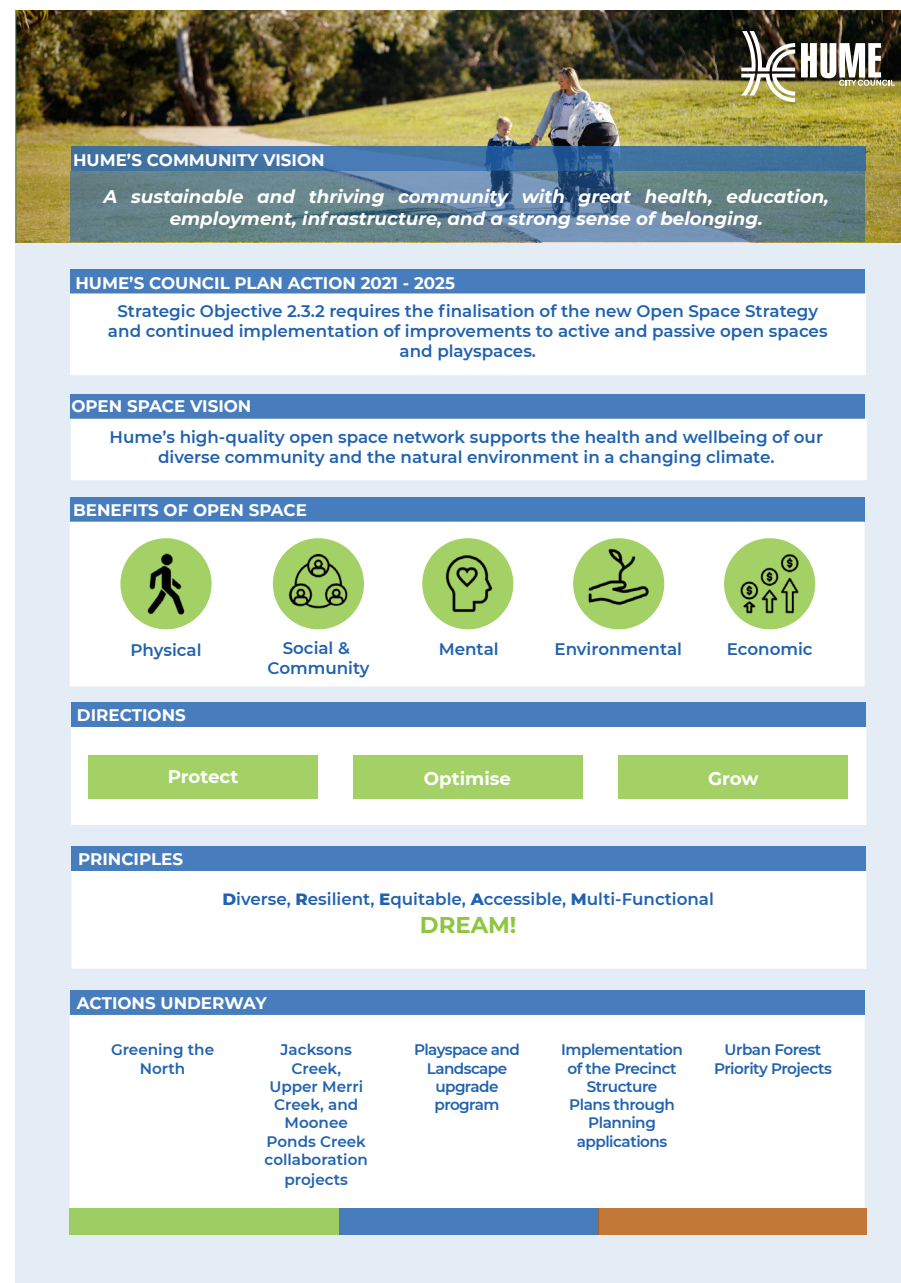 HUME
CITY COUNCIL
HUME'S COMMUNITY VISION
A sustainable and thriving community with great health, education,
employment, infrastructure, and a strong sense of belonging.
HUME'S COUNCIL PLAN ACTION 2021 - 2025
Strategic Objective 2.3.2 requires the finalisation of the new Open Space Strategy
and continued implementation of improvements to active and passive open spaces
and playspaces.
OPEN SPACE VISION
Hume's high-quality open space network supports the health and wellbeing of our
diverse community and the natural environment in a changing climate.
BENEFITS OF OPEN SPACE
Physical
Social &
Community
Mental
Environmental
Economic
DIRECTIONS
Protect
Optimise
Grow
PRINCIPLES
Diverse, Resilient, Equitable, Accessible, Multi-Functional
DREAM!
ACTIONS UNDERWAY
Greening the
North
Jacksons
Creek,
Upper Merri
Creek, and
Moonee
Ponds Creek
collaboration
projects
Playspace and
Landscape
upgrade
program
Implementation
of the Precinct
Structure
Plans through
Planning
applications
Urban Forest
Priority Projects